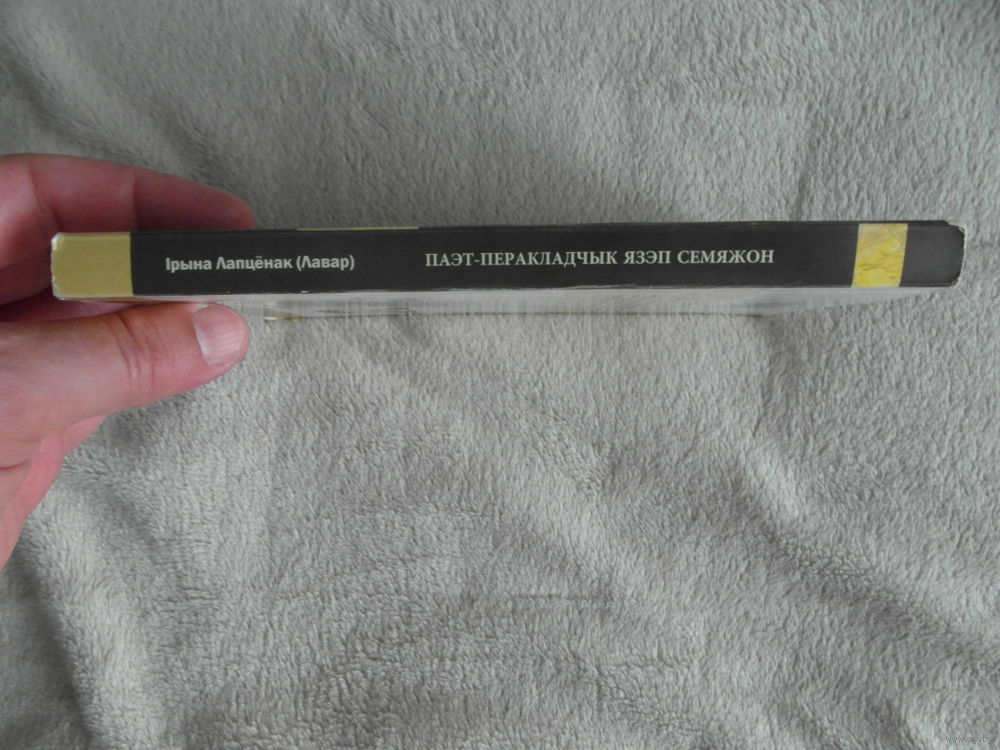 Ірына Лапцёнак (Лавар)
ПАЭТ-ПЕРАКЛАДЧЫК ЯЗЭП СЕМЯЖОН